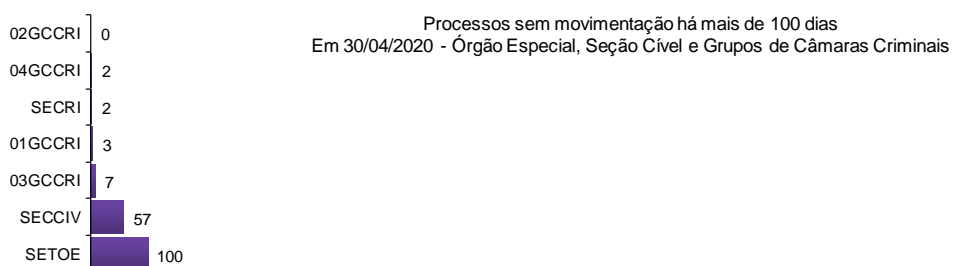 Processos sem movimentação há mais de 100 dias
Em 30/04/2020 - Órgão Especial, Seção Cível e Grupos de Câmaras Criminais
02GCCRI 0
04GCCRI 2
SECRI 2
01GCCRI 3
03GCCRI 7
SECCIV 57
SETOE 100